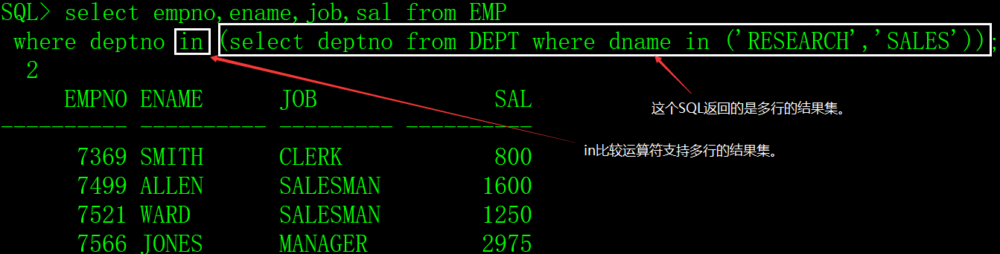 SQL> select empno,ename,job,sal from EMP
where deptno in (select deptno from DEPT where dname in ('RESEARCH','SALES'));
2
EMPNO ENAME JOB SAL
---------- ---------- --------- ----------
这个SQL返回的是多行的结果集。
in比较运算符支持多行的结果集。
7369 SMITH CLERK 800
7499 ALLEN SALESMAN 1600
7521 WARD SALESMAN 1250
7566 JONES MANAGER 2975